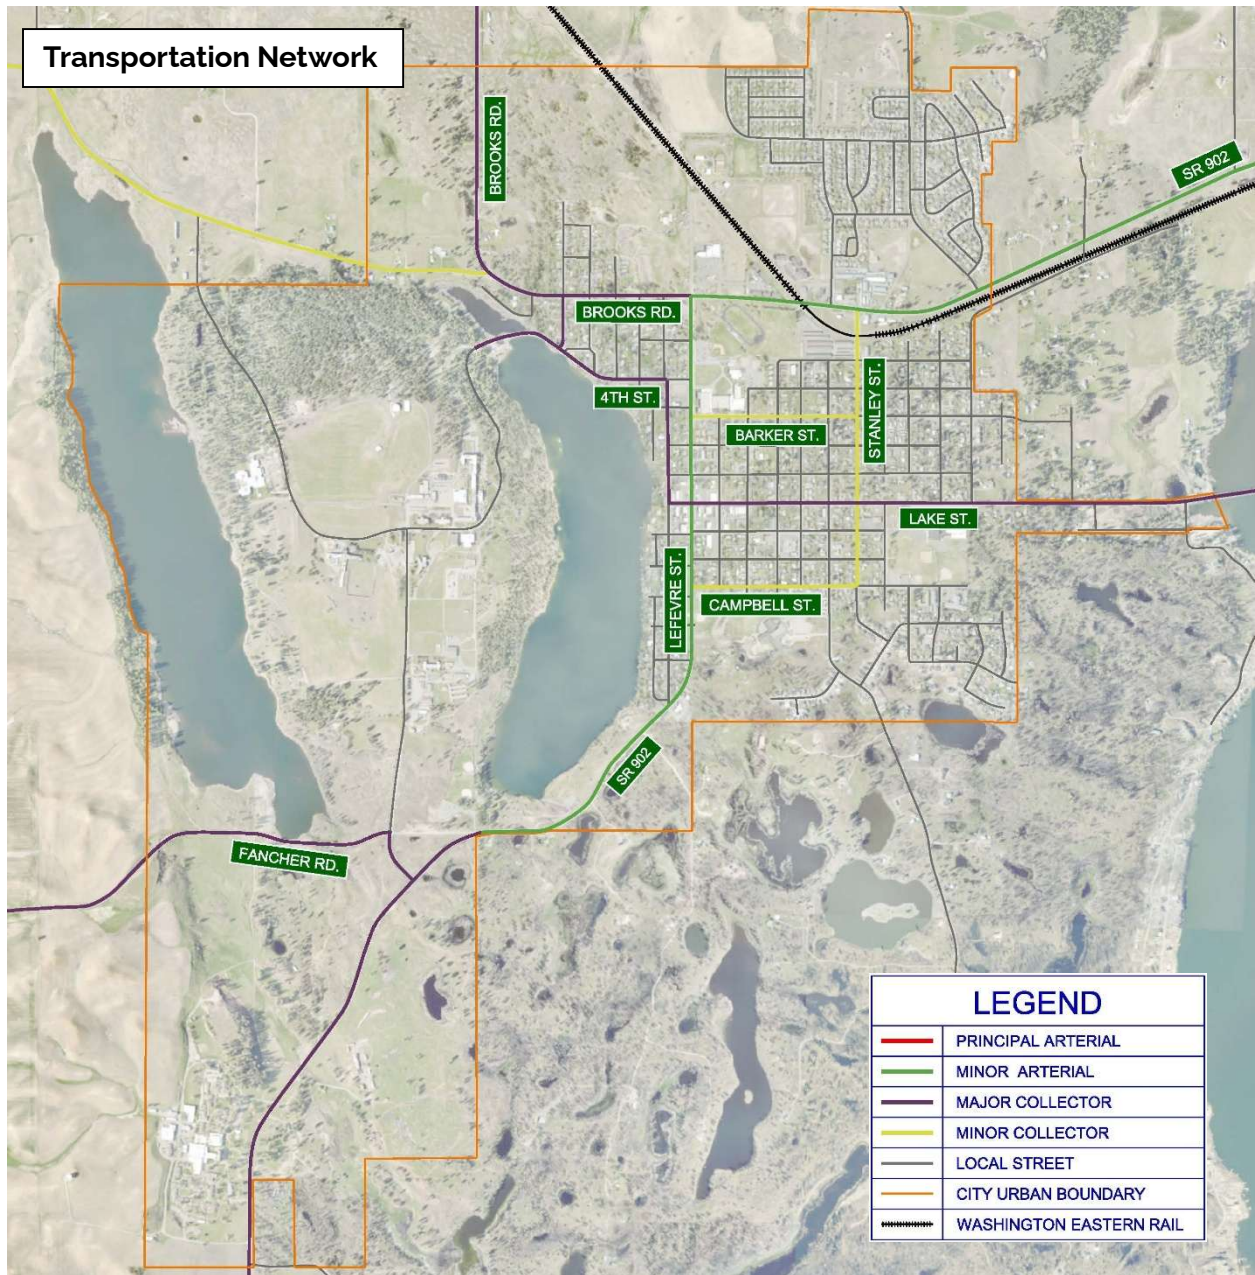 Transportation Network
BROOKS RD.
SR 902
BROOKS RD.
4TH ST.
STANLEY ST.
BARKER ST.
LAKE ST.
LEFEVRE ST.
CAMPBELL ST.
SR 902
FANCHER RD.
LEGEND
PRINCIPAL ARTERIAL
MINOR ARTERIAL
MAJOR COLLECTOR
MINOR COLLECTOR
LOCAL STREET
CITY URBAN BOUNDARY
WASHINGTON EASTERN RAIL